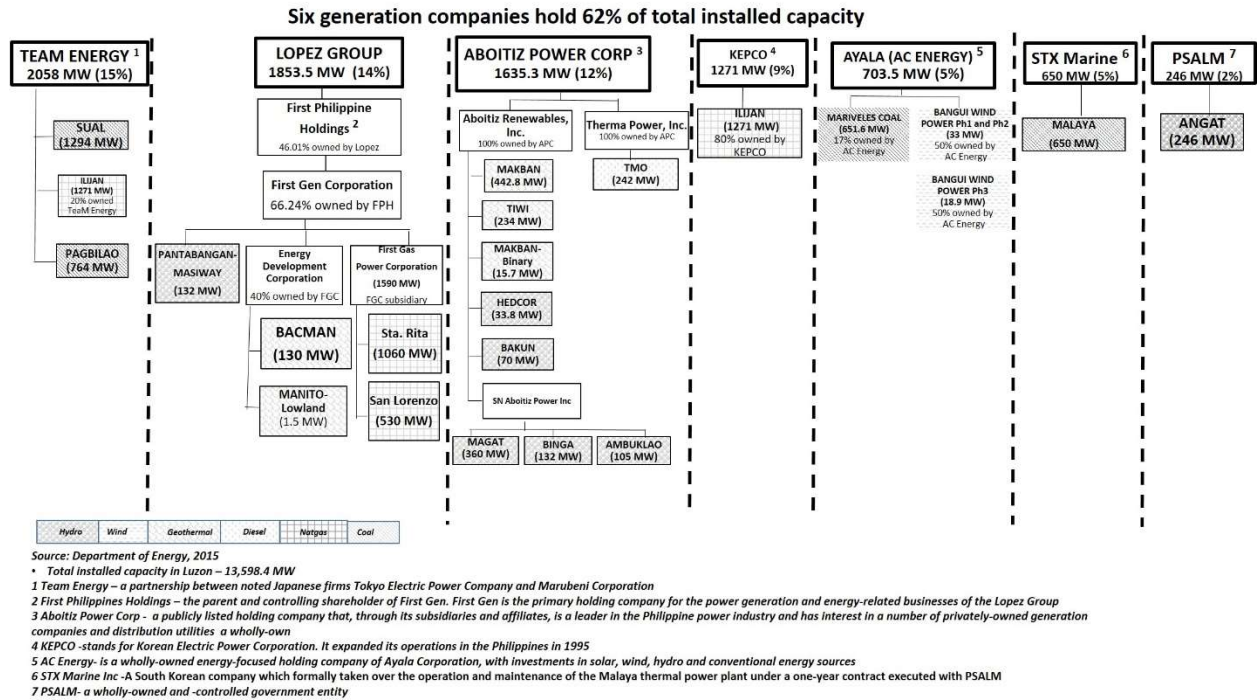 Six generation companies hold 62% of total installed capacity
TEAM ENERGY 1
2058 MW (15%)
SUAL
(1294 MW)
ILIJAN
(1271 MW)
20% owned
TeaM Energy
PAGBILAO
(764 MW)
LOPEZ GROUP
1853.5 MW (14%)
First Philippine
Holdings 2
46.01% owned by Lopez
First Gen Corporation
66.24% owned by FPH
PANTABANGAN-
MASIWAY
(132 MW)
Energy
Development
Corporation
40% owned by FGC
BACMAN
(130 MW)
MANITO-
Lowland
(1.5 MW)
First Gas
Power Corporation
(1590 MW)
FGC subsidiary
Sta. Rita
(1060 MW)
San Lorenzo
(530 MW)
ABOITIZ POWER CORP 3
1635.3 MW (12%)
Aboitiz Renewables,
Inc.
100% owned by APC
MAKBAN
(442.8 MW)
TIWI
(234 MW)
MAKBAN-
Binary
(15.7 MW)
HEDCOR
(33.8 MW)
BAKUN
(70 MW)
SN Aboitiz Power Inc
MAGAT
(360 MW)
BINGA
(132 MW)
AMBUKLAO
(105 MW)
Therma Power, Inc.
100% owned by APC
TMO
(242 MW)
KEPCO 4
1271 MW (9%)
ILIJAN
(1271 MW)
80% owned by
KEPCO
AYALA (AC ENERGY) 5
703.5 MW (5%)
MARIVELES COAL
(651.6 MW)
17% owned by
AC Energy
BANGUI WIND
POWER Ph1 and Ph2
(33 MW)
50% owned by
AC Energy
BANGUI WIND
POWER Ph3
(18.9 MW)
50% owned by
AC Energy
STX Marine 6
650 MW (5%)
MALAYA
(650 MW)
PSALM 7
246 MW (2%)
ANGAT
(246 MW)
Hydro Wind Geothermal Diesel Natgas Coal
Source: Department of Energy, 2015
• Total installed capacity in Luzon – 13,598.4 MW
1 Team Energy – a partnership between noted Japanese firms Tokyo Electric Power Company and Marubeni Corporation
2 First Philippines Holdings – the parent and controlling shareholder of First Gen. First Gen is the primary holding company for the power generation and energy-related businesses of the Lopez Group
3 Aboitiz Power Corp - a publicly listed holding company that, through its subsidiaries and affiliates, is a leader in the Philippine power industry and has interest in a number of privately-owned generation
companies and distribution utilities a wholly-own
4 KEPCO -stands for Korean Electric Power Corporation. It expanded its operations in the Philippines in 1995
5 AC Energy- is a wholly-owned energy-focused holding company of Ayala Corporation, with investments in solar, wind, hydro and conventional energy sources
6 STX Marine Inc -A South Korean company which formally taken over the operation and maintenance of the Malaya thermal power plant under a one-year contract executed with PSALM
7 PSALM- a wholly-owned and -controlled government entity